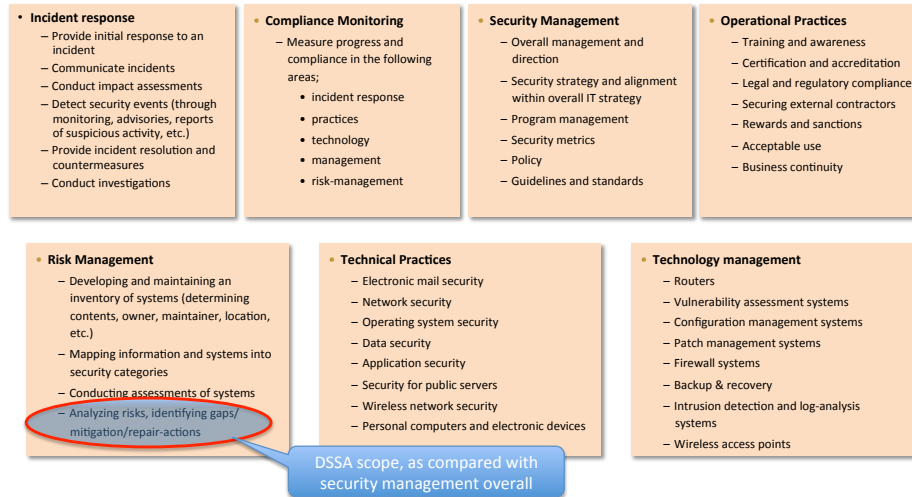 • Incident response
– Provide initial response to an
incident
– Communicate incidents
– Conduct impact assessments
– Detect security events (through
monitoring, advisories, reports
of suspicious activity, etc.)
– Provide incident resolution and
countermeasures
– Conduct investigations
• Compliance Monitoring
– Measure progress and
compliance in the following
areas;
• incident response
• practices
• technology
• management
• risk-management
• Security Management
– Overall management and
direction
– Security strategy and alignment
within overall IT strategy
– Program management
– Security metrics
– Policy
– Guidelines and standards
• Operational Practices
– Training and awareness
– Certification and accreditation
– Legal and regulatory compliance
– Securing external contractors
– Rewards and sanctions
– Acceptable use
– Business continuity
• Risk Management
– Developing and maintaining an
inventory of systems (determining
contents, owner, maintainer, location,
etc.)
– Mapping information and systems into
security categories
– Conducting assessments of systems
– Analyzing risks, identifying gaps/
mitigation/repair-actions
• Technical Practices
– Electronic mail security
– Network security
– Operating system security
– Data security
– Application security
– Security for public servers
– Wireless network security
– Personal computers and electronic devices
• Technology management
– Routers
– Vulnerability assessment systems
– Configuration management systems
– Patch management systems
– Firewall systems
– Backup & recovery
– Intrusion detection and log-analysis
systems
– Wireless access points
DSSA scope, as compared with
security management overall